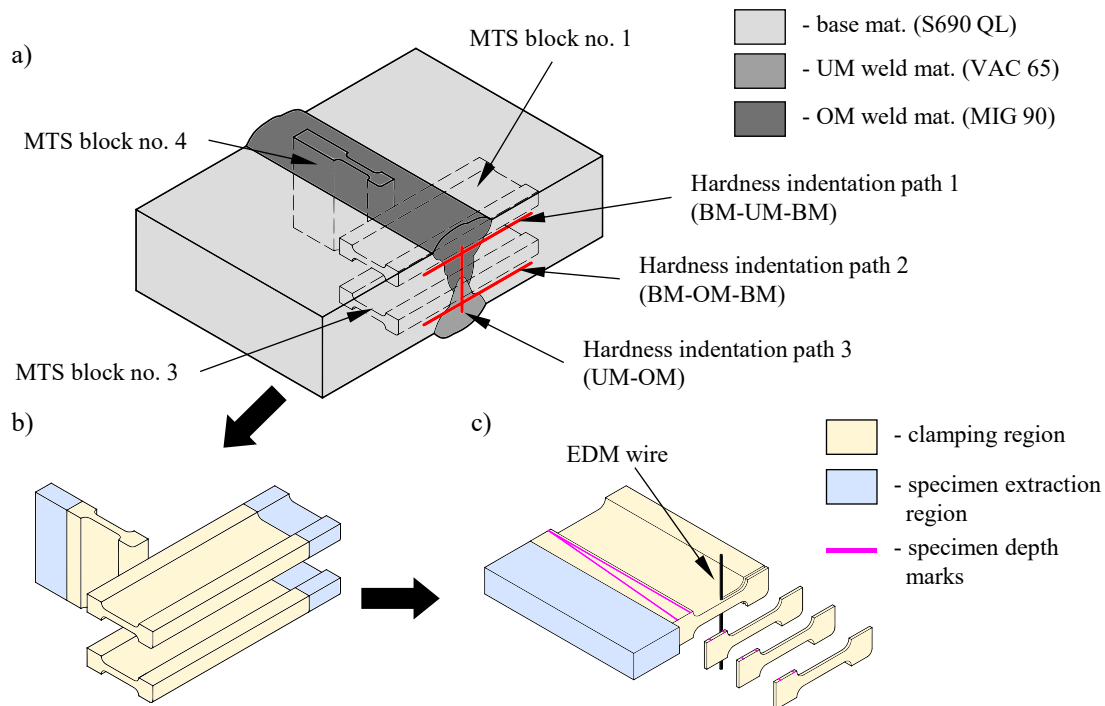 a)
MTS block no. 1
- base mat. (S690 QL)
- UM weld mat. (VAC 65)
- OM weld mat. (MIG 90)
MTS block no. 4
Hardness indentation path 1
(BM-UM-BM)
Hardness indentation path 2
(BM-OM-BM)
Hardness indentation path 3
(UM-OM)
MTS block no. 3
b)
c)
EDM wire
- clamping region
- specimen extraction
region
- specimen depth
marks